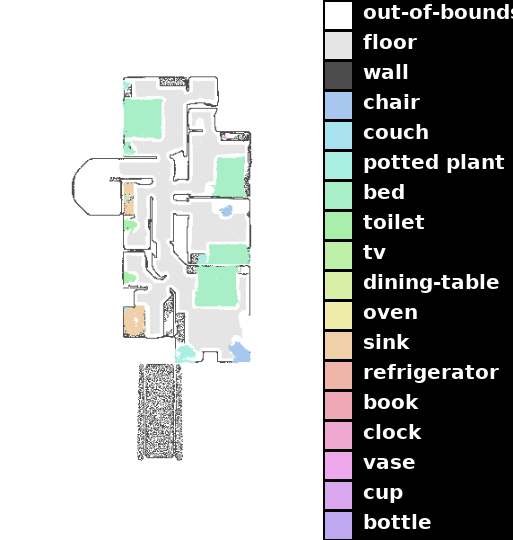 out-of-bounds
floor
wall
chair
couch
potted plant
bed
toilet
tv
dining-table
oven
sink
refrigerator
book
clock
vase
cup
bottle